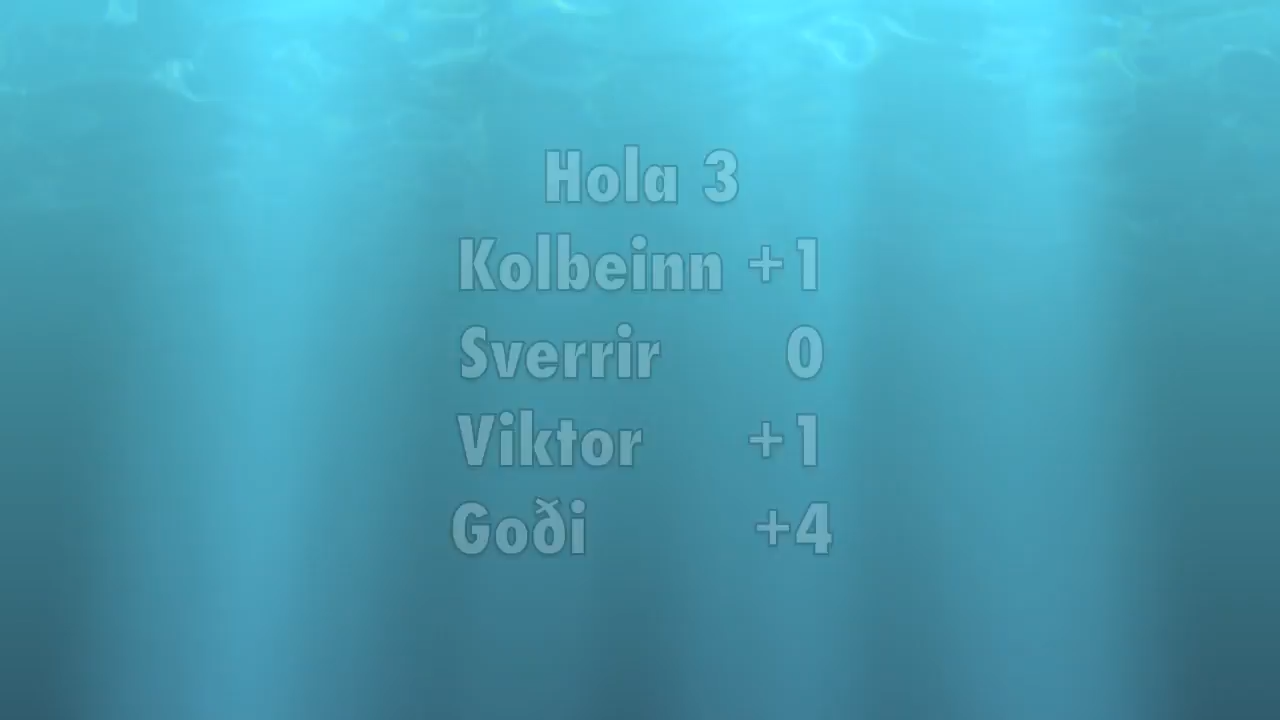 Hola 3
Kolbeinn +1
Sverrir 0
Viktor +1
Goði +4